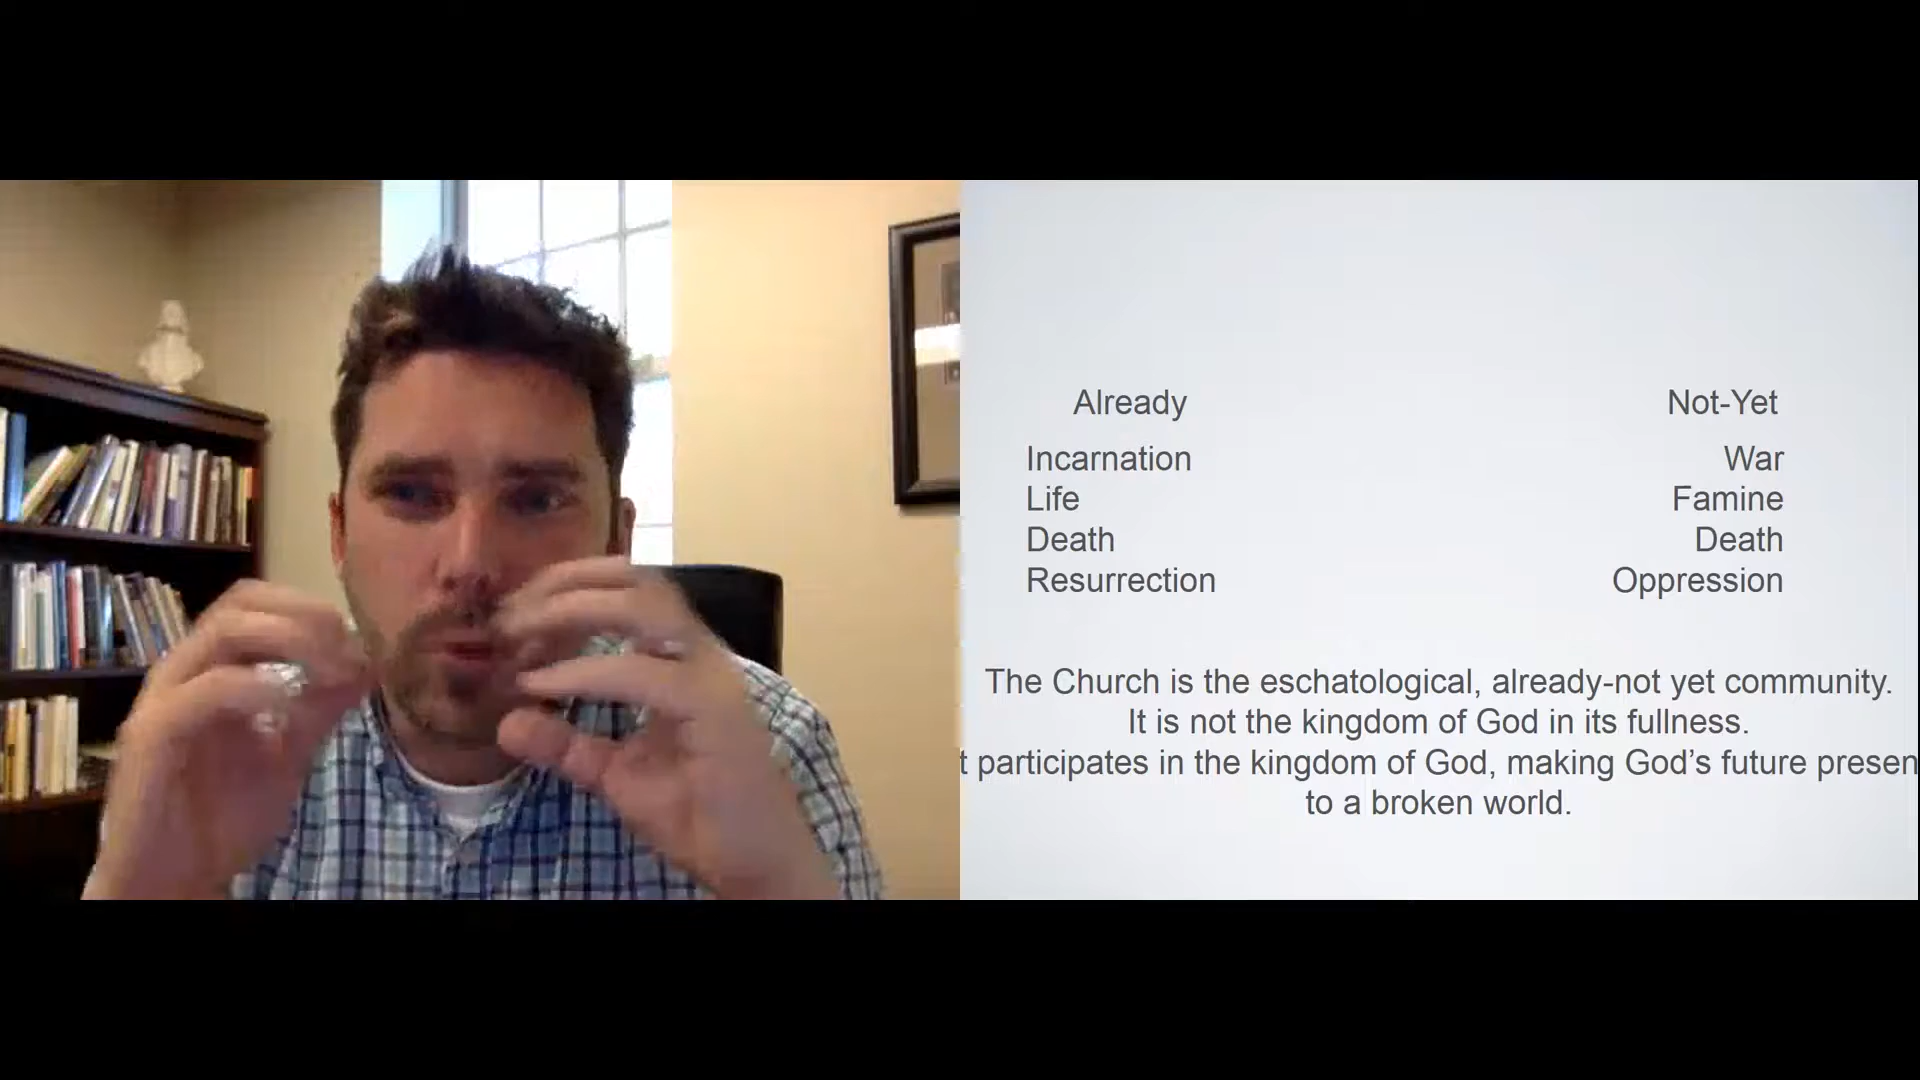 Already Not-Yet
Incarnation War
Life Famine
Death Death
Resurrection Oppression
The Church is the eschatological, already-not yet community.
It is not the kingdom of God in its fullness.
t participates in the kingdom of God, making God’s future presen
to a broken world.